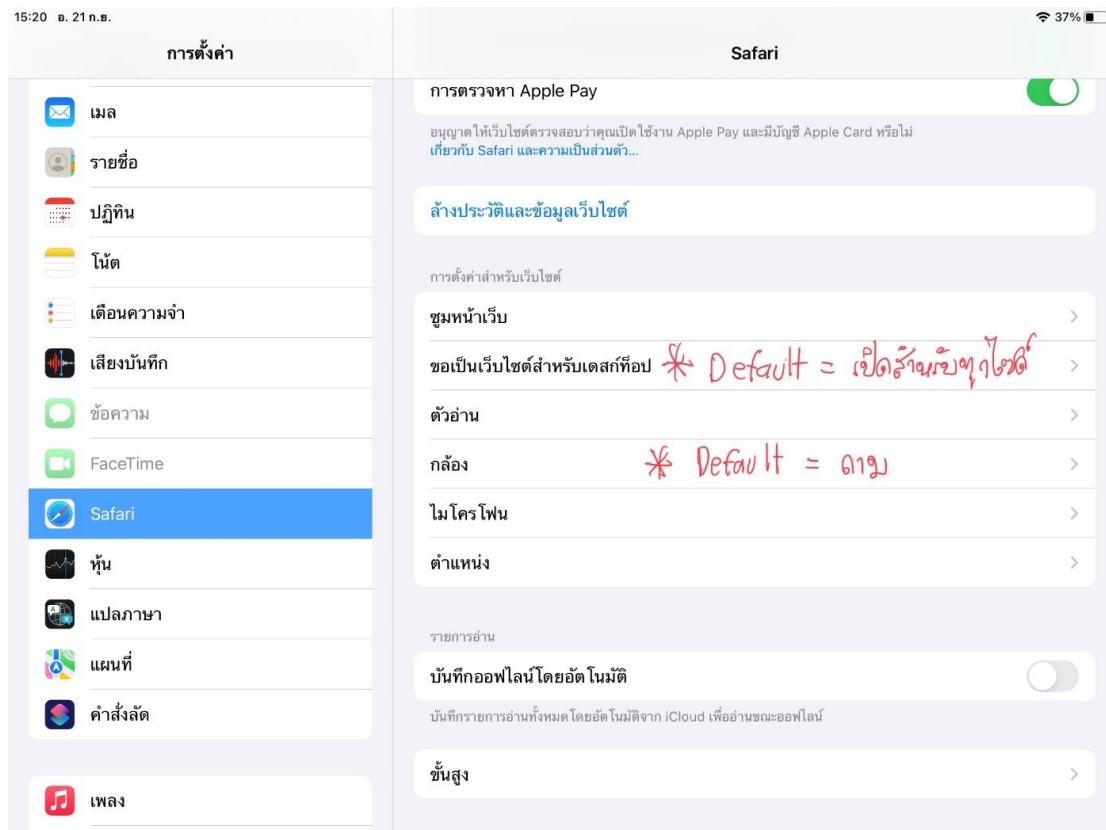 15:20 อ. 21 ก.ย.
37%
การตั้งค่า
เมล
รายชื่อ
ปฏิทิน
โน้ต
เตือนความจำ
เสียงบันทึก
ข้อความ
FaceTime
Safari
หุ้น
แปลภาษา
แผนที่
คำสั่งลัด
เพลง
Safari
การตรวจหา Apple Pay
อนุญาตให้เว็บไซต์ตรวจสอบว่าคุณเปิดใช้งาน Apple Pay และมีบัญชี Apple Card หรือไม่
เกี่ยวกับ Safari และความเป็นส่วนตัว...
ล้างประวัติและข้อมูลเว็บไซต์
การตั้งค่าสำหรับเว็บไซต์
ซูมหน้าเว็บ
ขอเป็นเว็บไซต์สำหรับเดสก์ท็อป * Default = เปิดสำหรับทุกไซต์
ตัวอ่าน
กล้อง * Default = ถาม
ไมโครโฟน
ตำแหน่ง
รายการอ่าน
บันทึกออฟไลน์โดยอัตโนมัติ
บันทึกรายการอ่านทั้งหมดโดยอัตโนมัติจาก iCloud เพื่ออ่านขณะออฟไลน์
ขั้นสูง